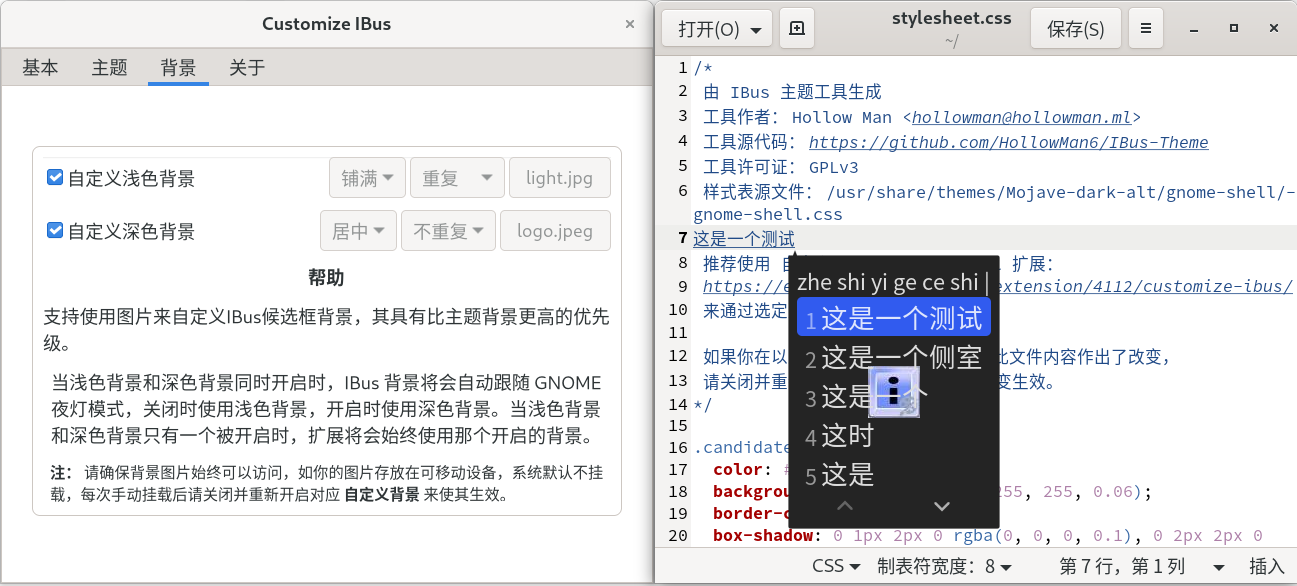 Customize IBus
基本 主题 背景 关于
自定义浅色背景 铺满 重复 light.jpg
自定义深色背景 居中 不重复 logo.jpeg
帮助
支持使用图片来自定义IBus候选框背景，其具有比主题背景更高的优先
级。
当浅色背景和深色背景同时开启时，IBus 背景将会自动跟随 GNOME
夜灯模式，关闭时使用浅色背景，开启时使用深色背景。当浅色背景
和深色背景只有一个被开启时，扩展将会始终使用那个开启的背景。
注： 请确保背景图片始终可以访问，如你的图片存放在可移动设备，系统默认不挂
载，每次手动挂载后请关闭并重新开启对应 自定义背景 来使其生效。
打开(O) stylesheet.css 保存(S)
~/
1 /*
2 由 IBus 主题工具生成
3 工具作者： Hollow Man <hollowman@hollowman.ml>
4 工具源代码： https://github.com/HollowMan6/IBus-Theme
5 工具许可证： GPLv3
6 样式表源文件： /usr/share/themes/Mojave-dark-alt/gnome-shell/-
gnome-shell.css
7 这是一个测试
8 推荐使用 扩展：
9 https://e extension/4112/customize-ibus/
10 来通过选定
11
12 如果你在以 此文件内容作出了改变，
13 请关闭并重 变生效。
14 */
15
16 .candidate
17 color: #
18 backgrou 255, 255, 0.06);
19 border-c
20 box-shadow: 0 1px 2px 0 rgba(0, 0, 0, 0.1), 0 2px 2px 0
zhe shi yi ge ce shi |
1 这是一个测试
2 这是一个侧室
3 这是一个
4 这时
5 这是
CSS 制表符宽度：8 第 7 行，第 1 列 插入